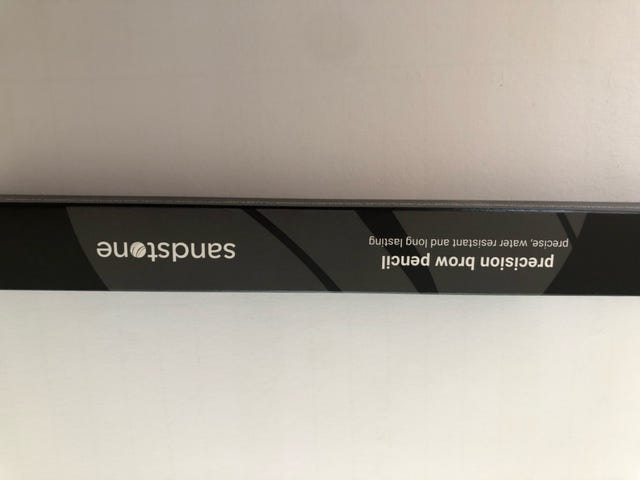 precision brow pencil
precise, water resistant and long lasting
sandstone